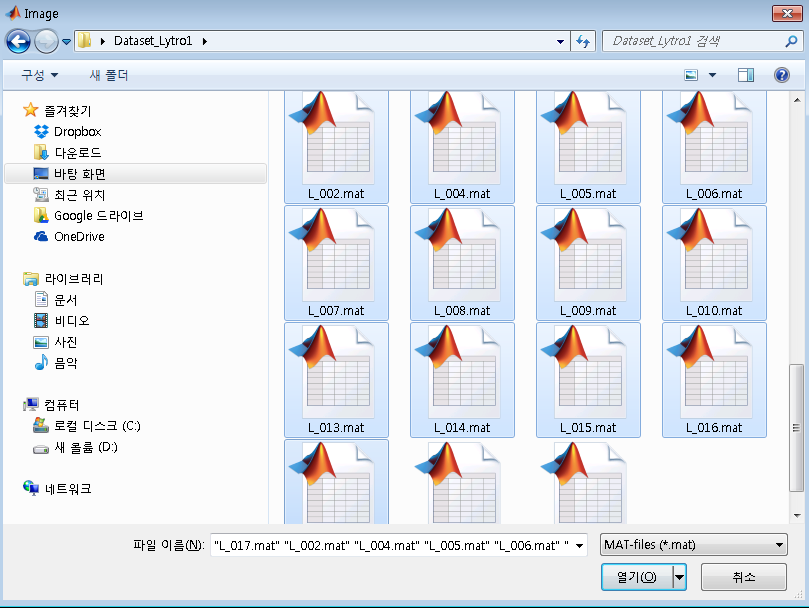 Image
Dataset_Lytro1
Dataset_Lytro1 검색
구성
새 폴더
즐겨찾기
Dropbox
다운로드
바탕 화면
최근 위치
Google 드라이브
OneDrive
라이브러리
문서
비디오
사진
음악
컴퓨터
로컬 디스크 (C:)
새 볼륨 (D:)
네트워크
L_002.mat
L_004.mat
L_005.mat
L_006.mat
L_007.mat
L_008.mat
L_009.mat
L_010.mat
L_013.mat
L_014.mat
L_015.mat
L_016.mat
파일 이름(N):
"L_017.mat" "L_002.mat" "L_004.mat" "L_005.mat" "L_006.mat" "
MAT-files (*.mat)
열기(O)
취소